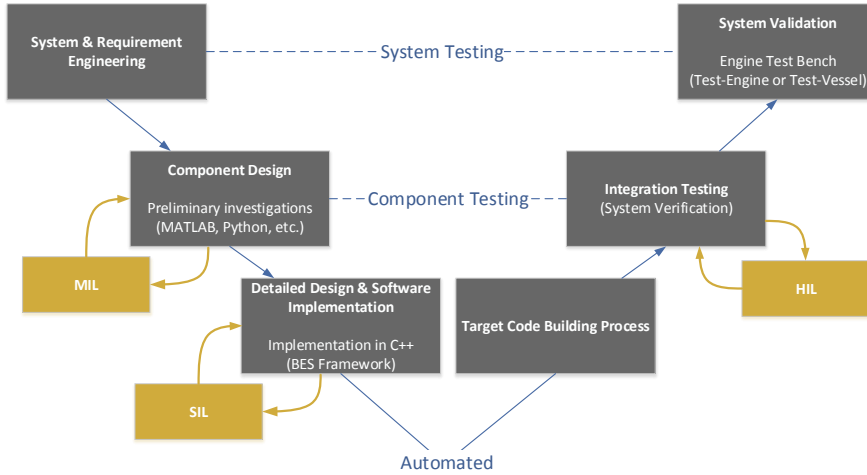 System & Requirement
Engineering
System Testing
System Validation
Engine Test Bench
(Test-Engine or Test-Vessel)
Component Design
Preliminary investigations
(MATLAB, Python, etc.)
Component Testing
Integration Testing
(System Verification)
MIL
HIL
Detailed Design & Software
Implementation
Implementation in C++
(BES Framework)
Target Code Building Process
SIL
Automated